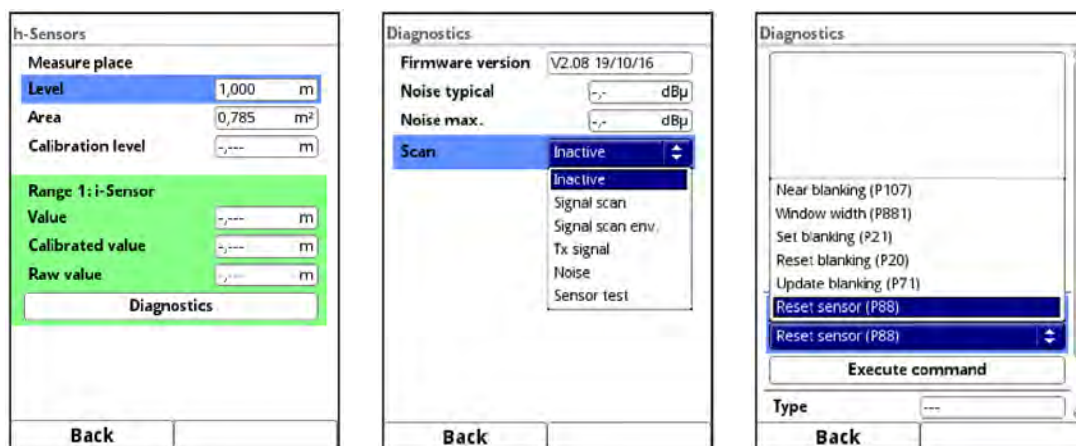 h-Sensors
Measure place
Level 1,000 m
Area 0,785 m²
Calibration level -,--- m
Range 1: i-Sensor
Value -,--- m
Calibrated value -,--- m
Raw value -,--- m
Diagnostics
Back
Diagnostics
Firmware version V2.08 19/10/16
Noise typical -,- dBµ
Noise max. -,- dBµ
Scan Inactive
Inactive
Signal scan
Signal scan env.
Tx signal
Noise
Sensor test
Back
Diagnostics
Near blanking (P107)
Window width (P881)
Set blanking (P21)
Reset blanking (P20)
Update blanking (P71)
Reset sensor (P88)
Reset sensor (P88)
Execute command
Type ---
Back